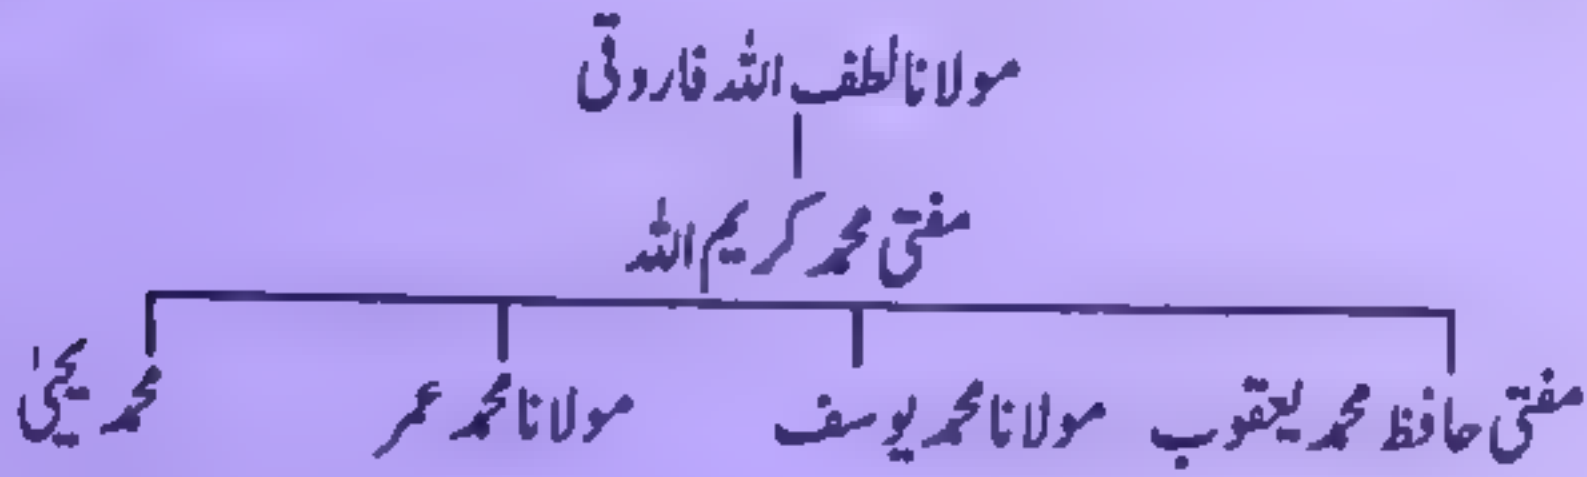 مولانا لطف اللہ فاروقی
مفتی محمد کریم اللہ
مفتی حافظ محمد یعقوب مولانا محمد یوسف مولانا محمد عمر محمد یحییٰ